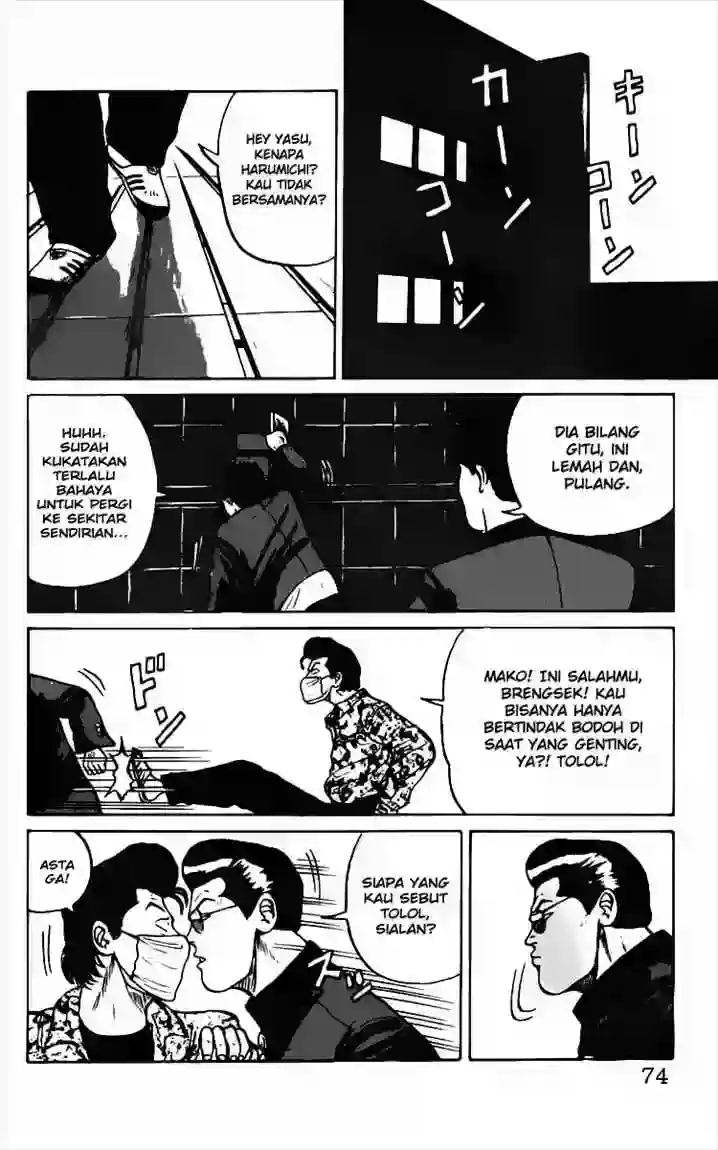 キーン
コーン
カーン
コーン
HEY YASU,
KENAPA
HARUMICHI?
KAU TIDAK
BERSAMANYA?
DIA BILANG
GITU, INI
LEMAH DAN,
PULANG.
HUHH.
SUDAH
KUKATAKAN
TERLALU
BAHAYA
UNTUK PERGI
KE SEKITAR
SENDIRIAN...
MAKO! INI SALAHMU,
BRENGSEK! KAU
BISANYA HANYA
BERTINDAK BODOH DI
SAAT YANG GENTING,
YA?! TOLOL!
ドン
SIAPA YANG
KAU SEBUT
TOLOL,
SIALAN?
ズン
ASTA
GA!
74